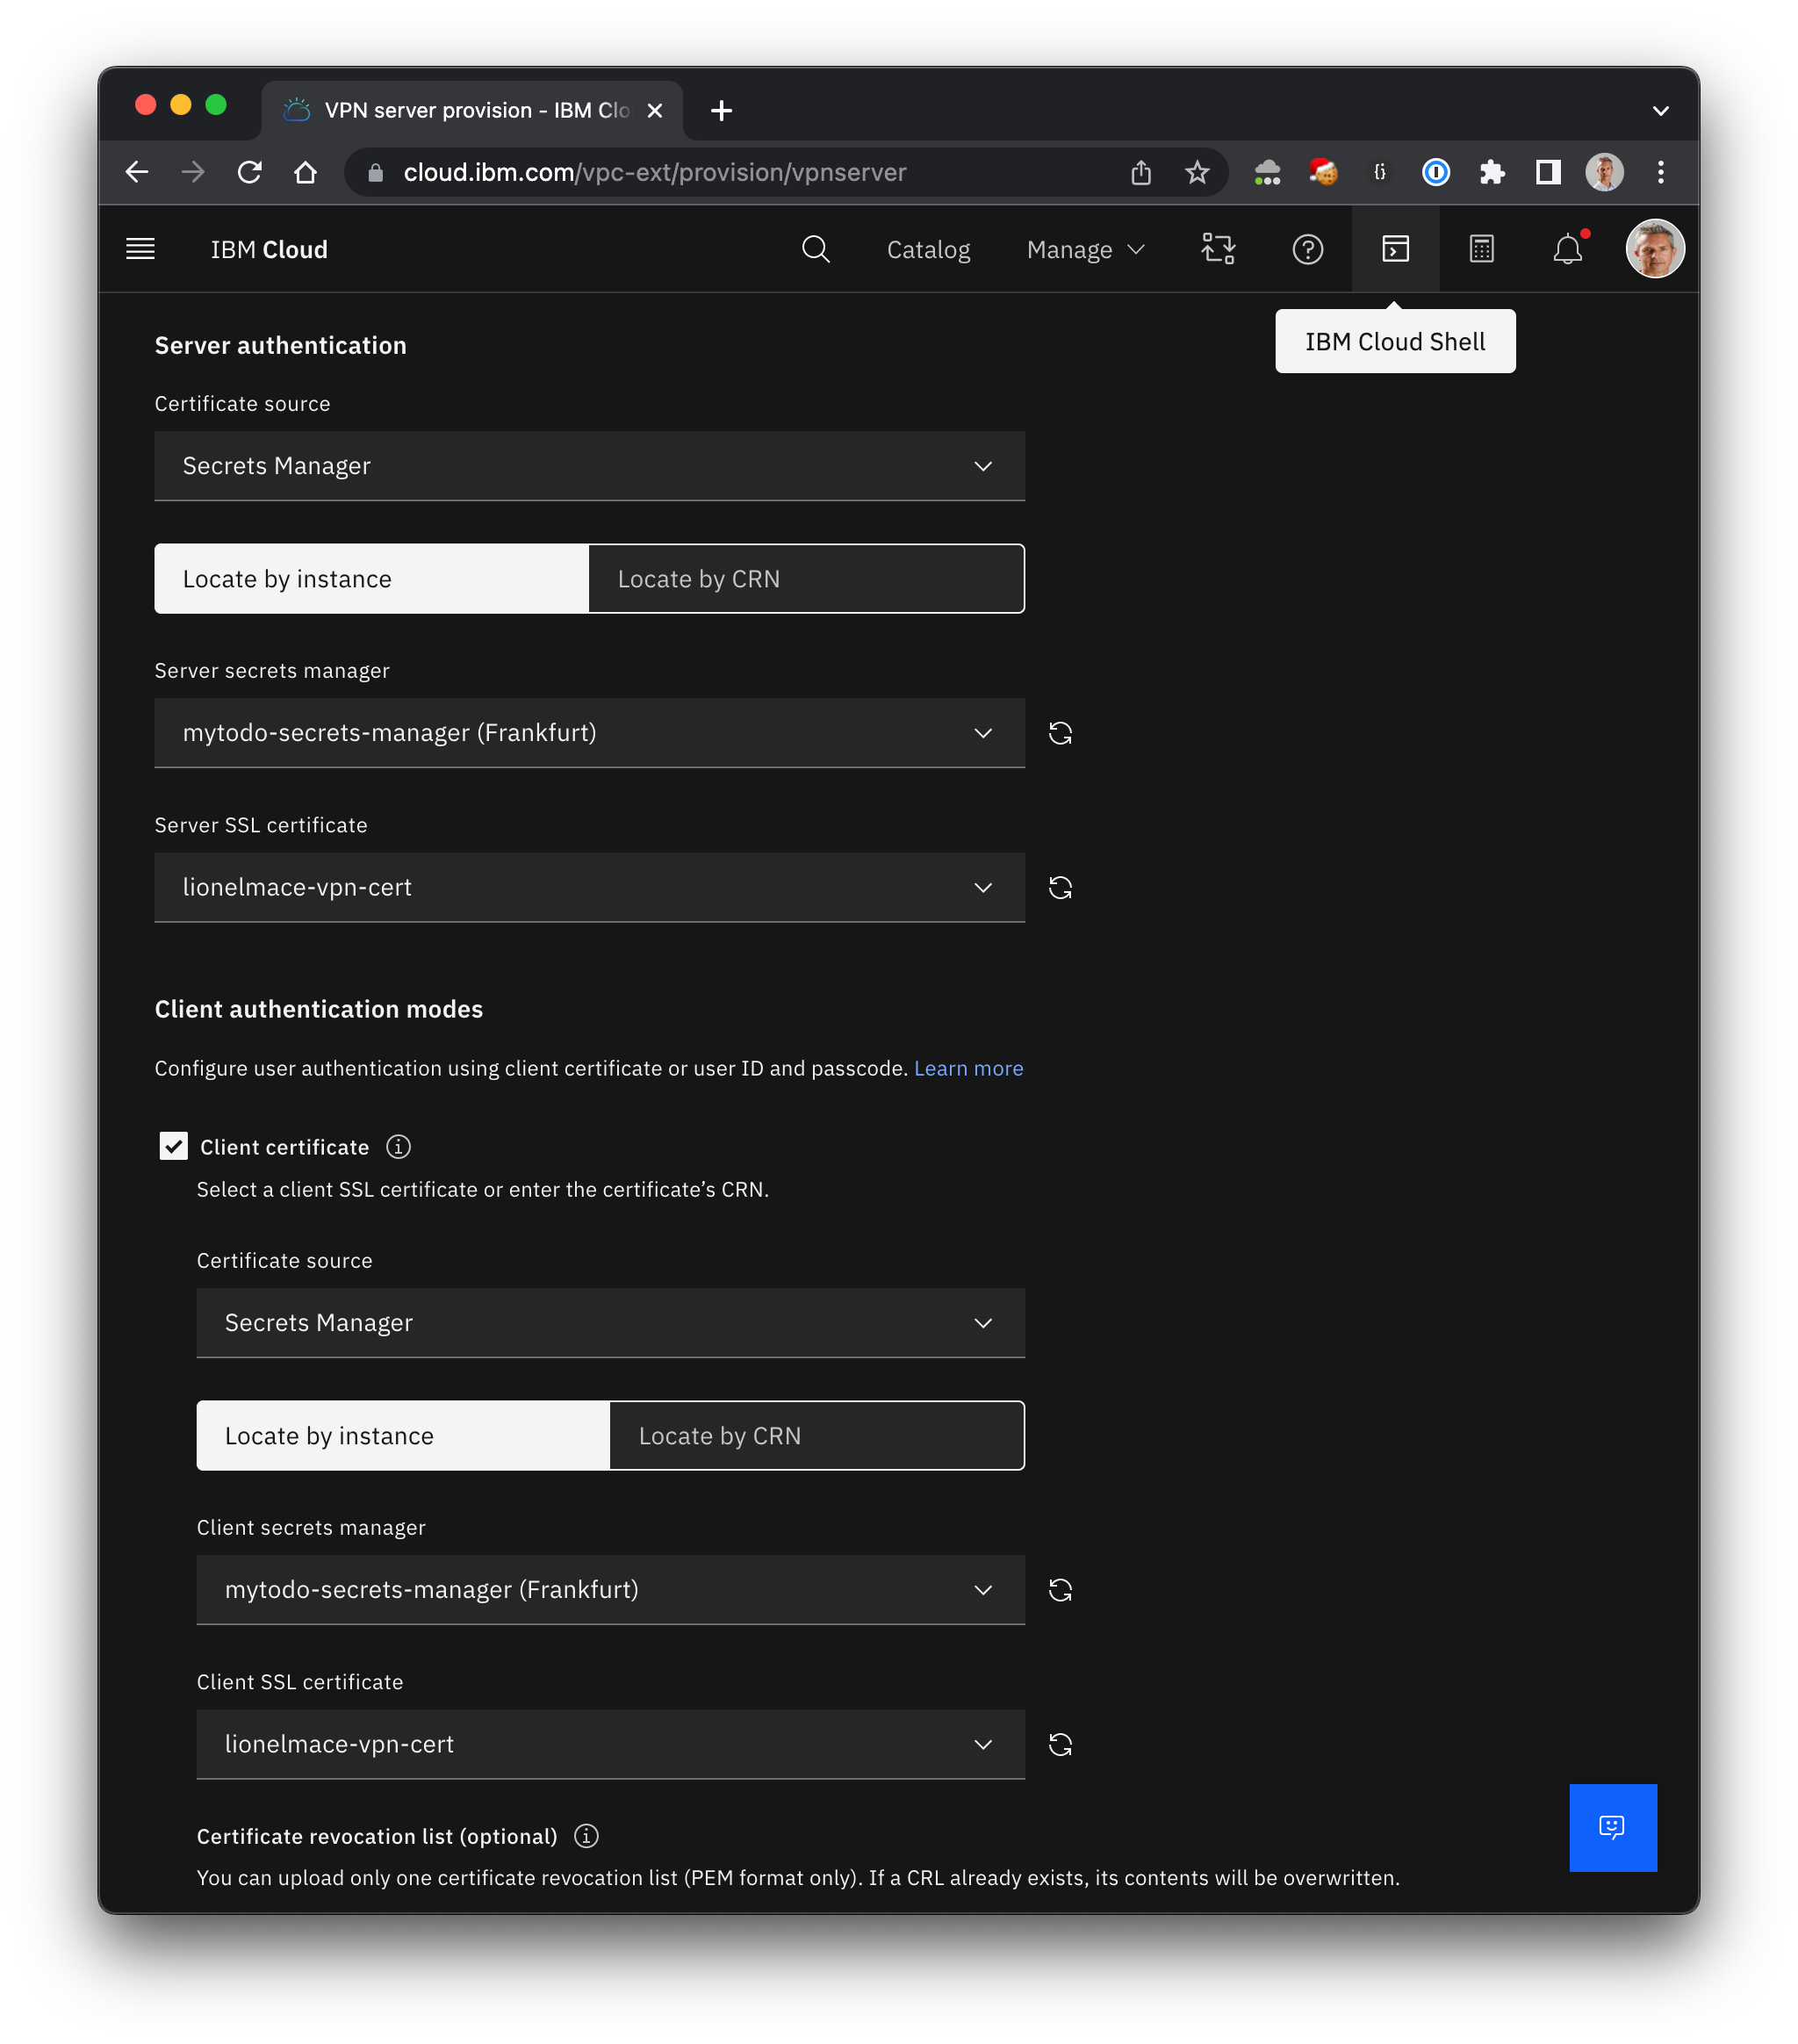 VPN server provision - IBM Clo
cloud.ibm.com/vpc-ext/provision/vpnserver
IBM Cloud
Catalog
Manage
IBM Cloud Shell
Server authentication
Certificate source
Secrets Manager
Locate by instance
Locate by CRN
Server secrets manager
mytodo-secrets-manager (Frankfurt)
Server SSL certificate
lionelmace-vpn-cert
Client authentication modes
Configure user authentication using client certificate or user ID and passcode. Learn more
Client certificate
Select a client SSL certificate or enter the certificate’s CRN.
Certificate source
Secrets Manager
Locate by instance
Locate by CRN
Client secrets manager
mytodo-secrets-manager (Frankfurt)
Client SSL certificate
lionelmace-vpn-cert
Certificate revocation list (optional)
You can upload only one certificate revocation list (PEM format only). If a CRL already exists, its contents will be overwritten.